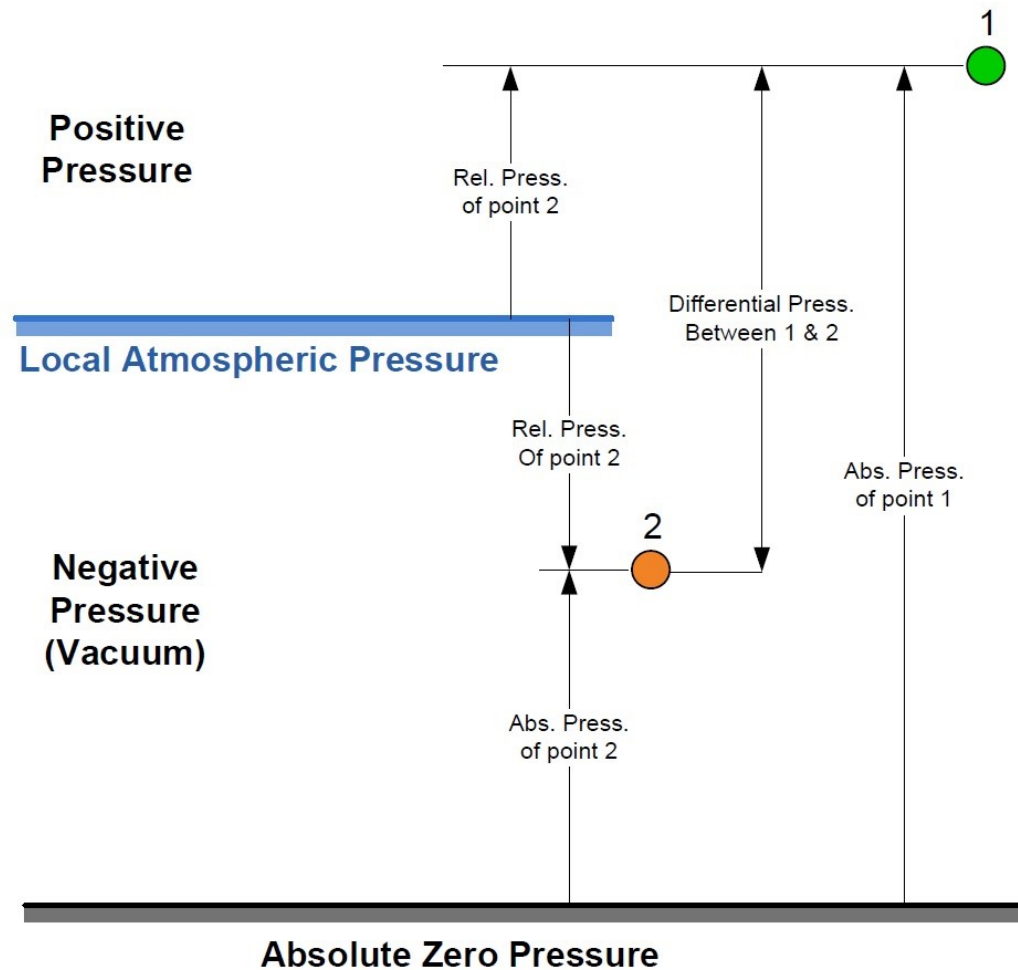 1
Positive
Pressure
Rel. Press.
of point 2
Differential Press.
Between 1 & 2
Local Atmospheric Pressure
Rel. Press.
Of point 2
Abs. Press.
of point 1
2
Negative
Pressure
(Vacuum)
Abs. Press.
of point 2
Absolute Zero Pressure